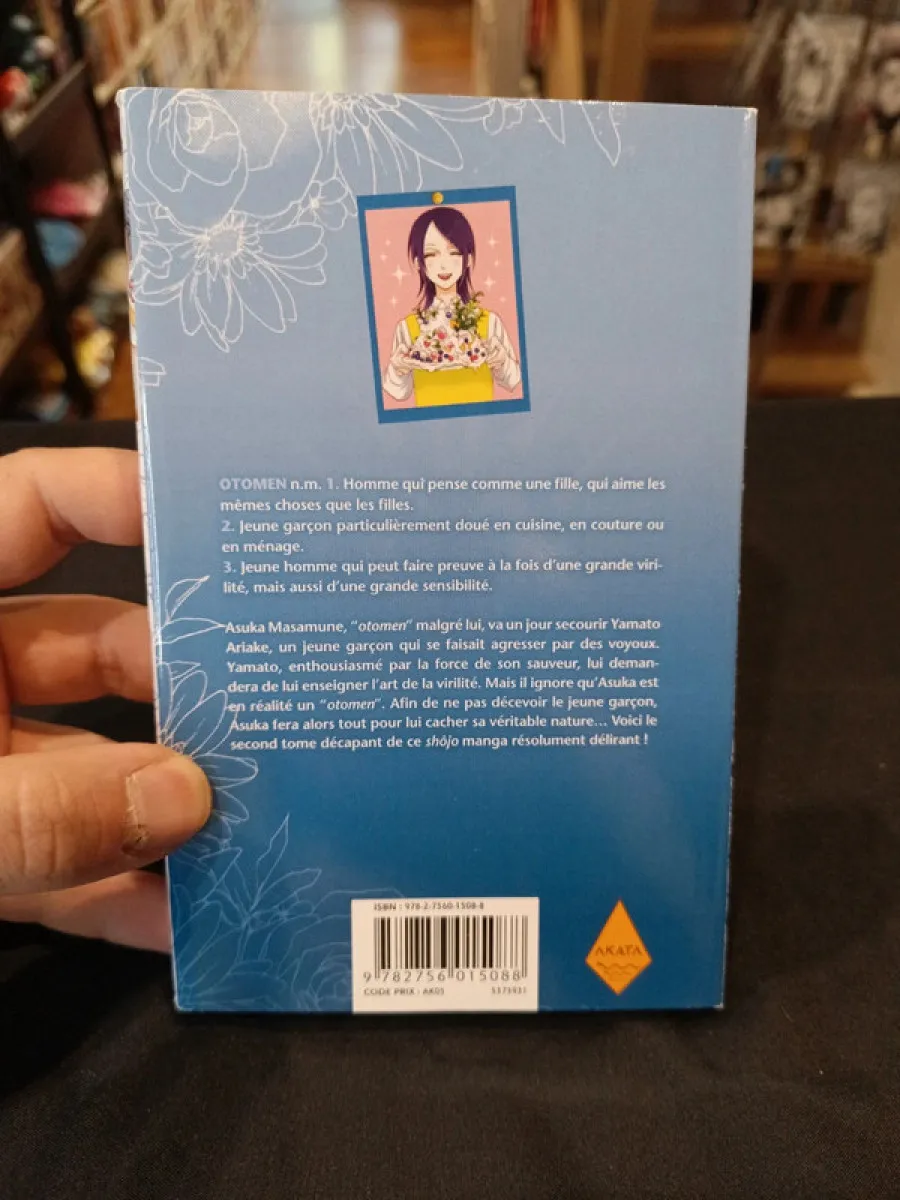 OTOMEN n.m. 1. Homme qui pense comme une fille, qui aime les
mêmes choses que les filles.
2. Jeune garçon particulièrement doué en cuisine, en couture ou
en ménage.
3. Jeune homme qui peut faire preuve à la fois d'une grande viri-
lité, mais aussi d'une grande sensibilité.
Asuka Masamune, "otomen" malgré lui, va un jour secourir Yamato
Ariake, un jeune garçon qui se faisait agresser par des voyoux.
Yamato, enthousiasmé par la force de son sauveur, lui deman-
dera de lui enseigner l'art de la virilité. Mais il ignore qu'Asuka est
en réalité un "otomen". Afin de ne pas décevoir le jeune garçon,
Asuka fera alors tout pour lui cacher sa véritable nature... Voici le
second tome décapant de ce shôjo manga résolument délirant !
ISBN : 978-2-7560-1508-8
9 782756 015088
CODE PRIX : AK05 5375931
AKATA